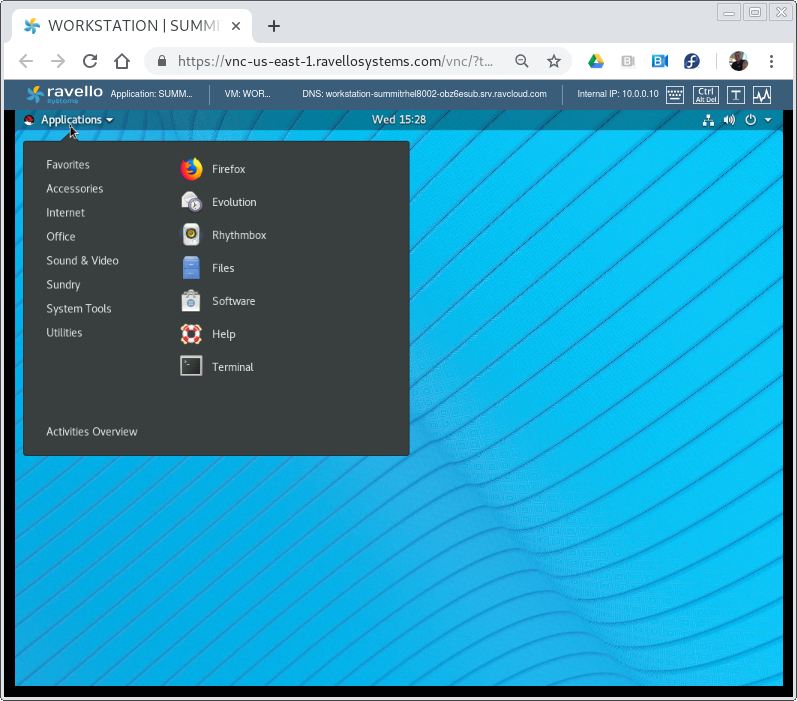 WORKSTATION | SUMMI
https://vnc-us-east-1.ravellosystems.com/vnc/?t...
ravello
systems
Application: SUMM...
VM: WOR...
DNS: workstation-summitrhel8002-obz6esub.srv.ravcloud.com
Internal IP: 10.0.0.10
Ctrl
Alt Del
T
Applications
Wed 15:28
Favorites
Accessories
Internet
Office
Sound & Video
Sundry
System Tools
Utilities
Firefox
Evolution
Rhythmbox
Files
Software
Help
Terminal
Activities Overview